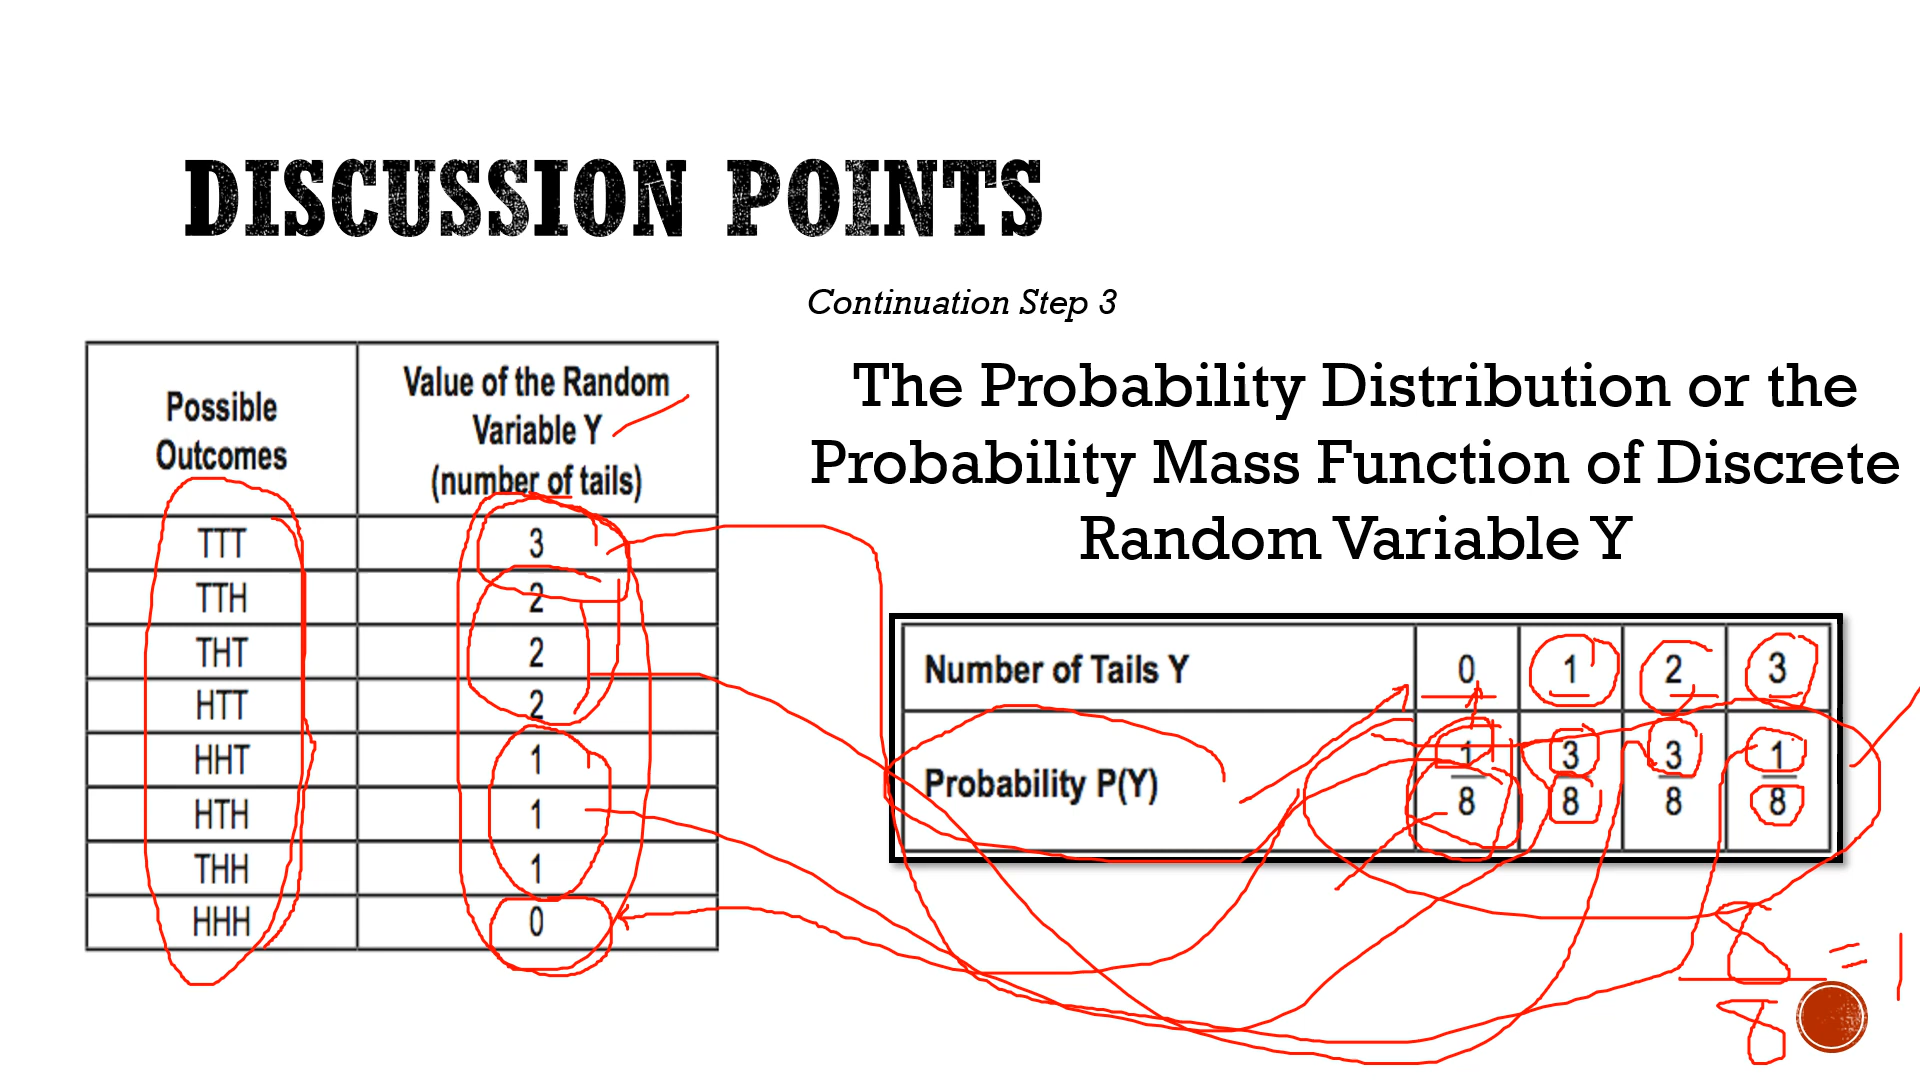 DISCUSSION POINTS
Continuation Step 3
Possible Outcomes | Value of the Random Variable Y (number of tails)
TTT | 3
TTH | 2
THT | 2
HTT | 2
HHT | 1
HTH | 1
THH | 1
HHH | 0
The Probability Distribution or the
Probability Mass Function of Discrete
Random Variable Y
Number of Tails Y | 0 | 1 | 2 | 3
Probability P(Y) | 1/8 | 3/8 | 3/8 | 1/8
8/8 = 1